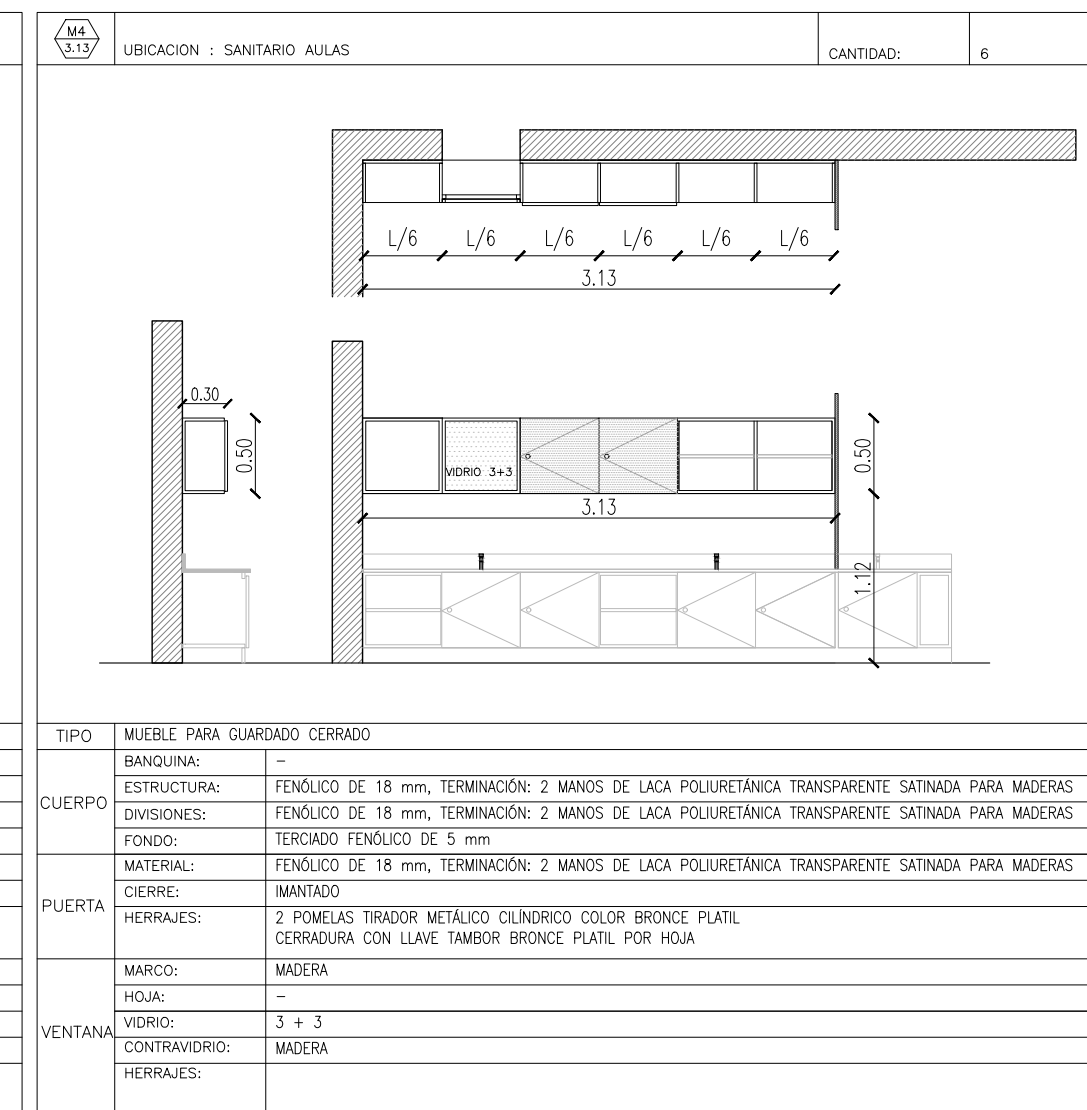 M4
3.13
UBICACION : SANITARIO AULAS
CANTIDAD:
6
L/6 L/6 L/6 L/6 L/6 L/6
3.13
0.30
0.50
VIDRIO 3+3
0.50
3.13
1.12
TIPO
MUEBLE PARA GUARDADO CERRADO
CUERPO
BANQUINA: –
ESTRUCTURA: FENÓLICO DE 18 mm, TERMINACIÓN: 2 MANOS DE LACA POLIURETÁNICA TRANSPARENTE SATINADA PARA MADERAS
DIVISIONES: FENÓLICO DE 18 mm, TERMINACIÓN: 2 MANOS DE LACA POLIURETÁNICA TRANSPARENTE SATINADA PARA MADERAS
FONDO: TERCIADO FENÓLICO DE 5 mm
PUERTA
MATERIAL: FENÓLICO DE 18 mm, TERMINACIÓN: 2 MANOS DE LACA POLIURETÁNICA TRANSPARENTE SATINADA PARA MADERAS
CIERRE: IMANTADO
HERRAJES: 2 POMELAS TIRADOR METÁLICO CILÍNDRICO COLOR BRONCE PLATIL
CERRADURA CON LLAVE TAMBOR BRONCE PLATIL POR HOJA
VENTANA
MARCO: MADERA
HOJA: –
VIDRIO: 3 + 3
CONTRAVIDRIO: MADERA
HERRAJES: